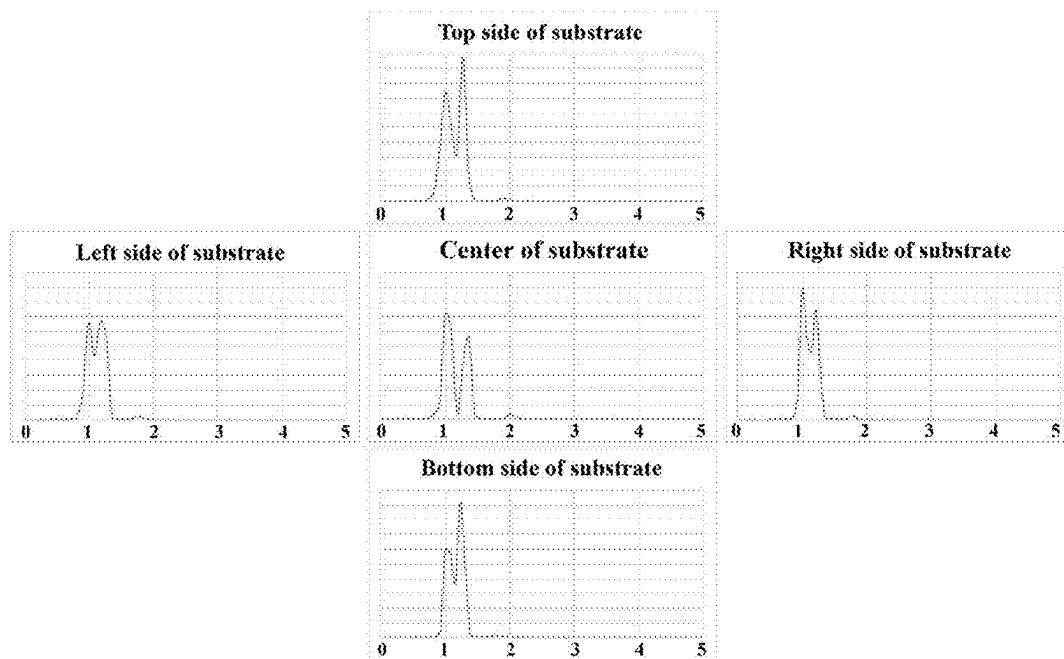 Top side of substrate
0 1 2 3 4 5
Left side of substrate
Center of substrate
Right side of substrate
0 1 2 3 4 5
0 1 2 3 4 5
0 1 2 3 4 5
Bottom side of substrate
0 1 2 3 4 5